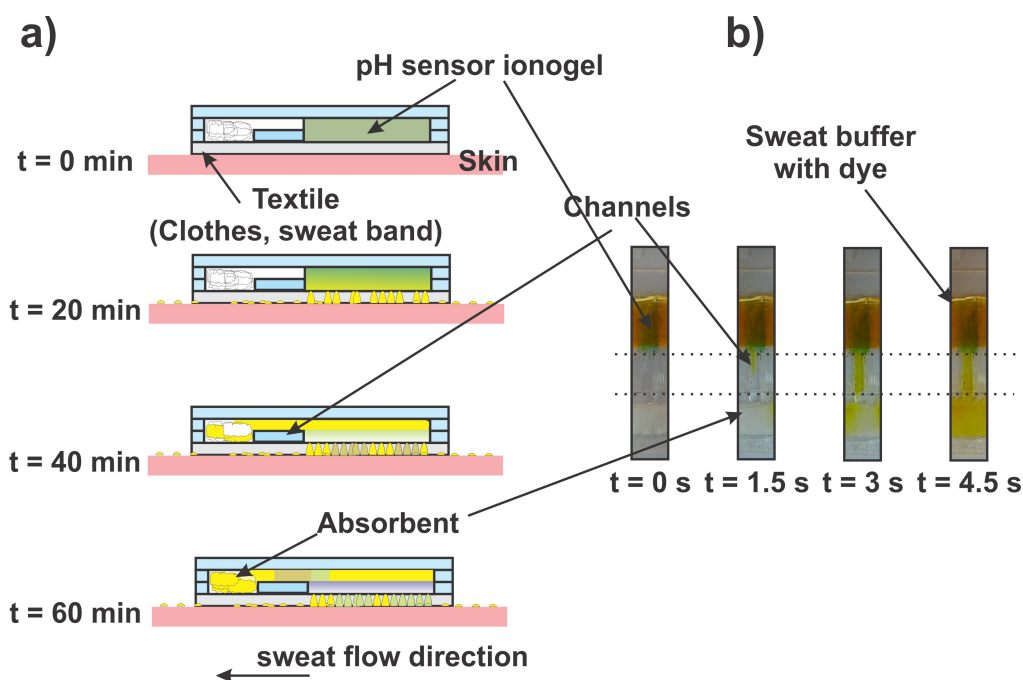 a)
b)
pH sensor ionogel
Sweat buffer
with dye
t = 0 min
Skin
Textile
(Clothes, sweat band)
Channels
t = 20 min
t = 40 min
t = 0 s
t = 1.5 s
t = 3 s
t = 4.5 s
Absorbent
t = 60 min
sweat flow direction